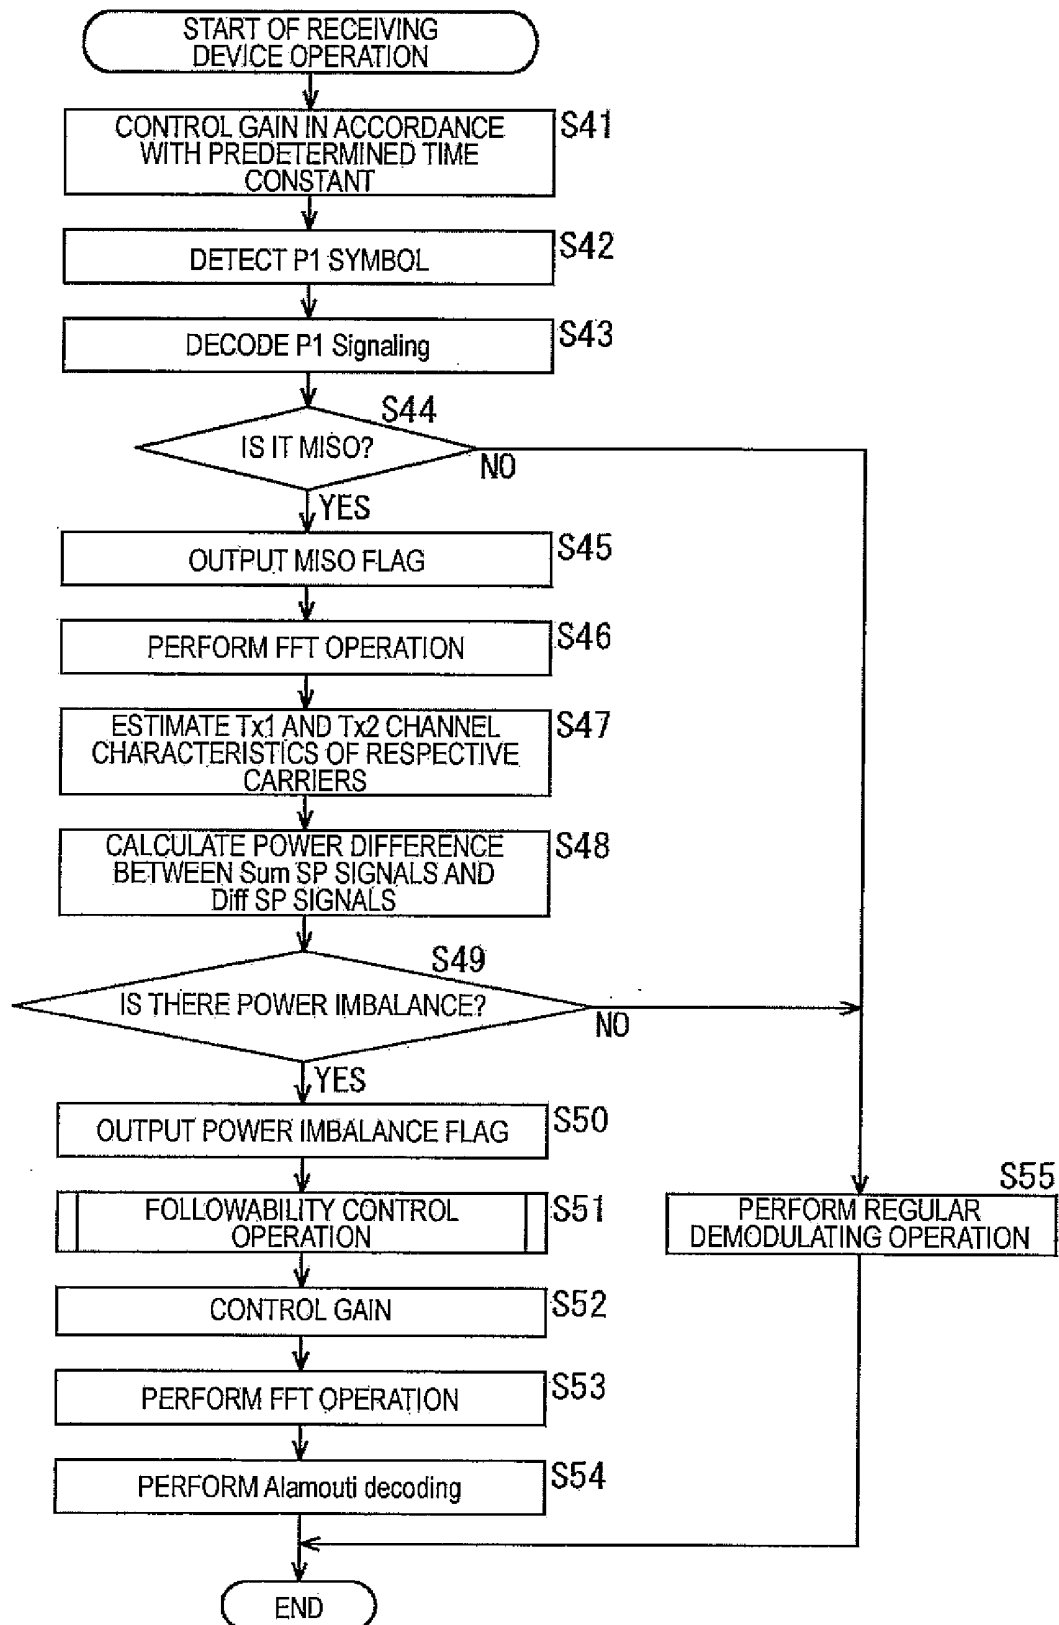 START OF RECEIVING
DEVICE OPERATION
CONTROL GAIN IN ACCORDANCE
WITH PREDETERMINED TIME
CONSTANT
S41
DETECT P1 SYMBOL
S42
DECODE P1 Signaling
S43
S44
IS IT MISO?
NO
YES
OUTPUT MISO FLAG
S45
PERFORM FFT OPERATION
S46
ESTIMATE Tx1 AND Tx2 CHANNEL
CHARACTERISTICS OF RESPECTIVE
CARRIERS
S47
CALCULATE POWER DIFFERENCE
BETWEEN Sum SP SIGNALS AND
Diff SP SIGNALS
S48
S49
IS THERE POWER IMBALANCE?
NO
YES
OUTPUT POWER IMBALANCE FLAG
S50
FOLLOWABILITY CONTROL
OPERATION
S51
S55
PERFORM REGULAR
DEMODULATING OPERATION
CONTROL GAIN
S52
PERFORM FFT OPERATION
S53
PERFORM Alamouti decoding
S54
END